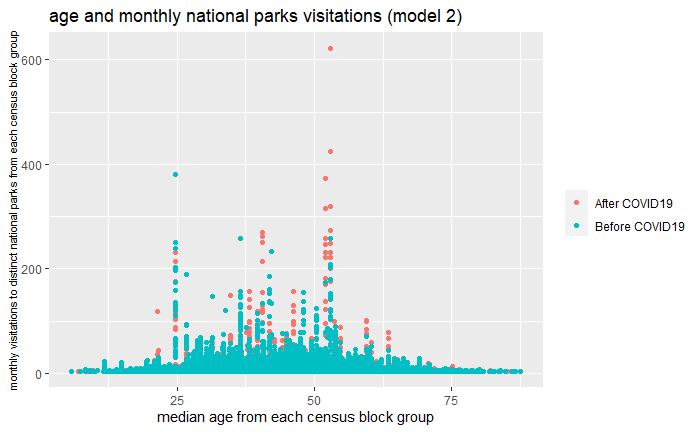 age and monthly national parks visitations (model 2)
monthly visitations to distinct national parks from each census block group
600
400
200
0
25
50
75
median age from each census block group
After COVID19
Before COVID19